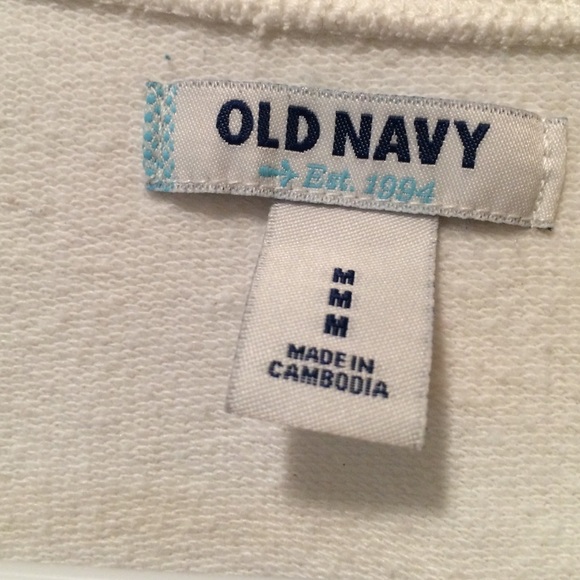 OLD NAVY
Est. 1994
M
M
M
MADE IN
CAMBODIA